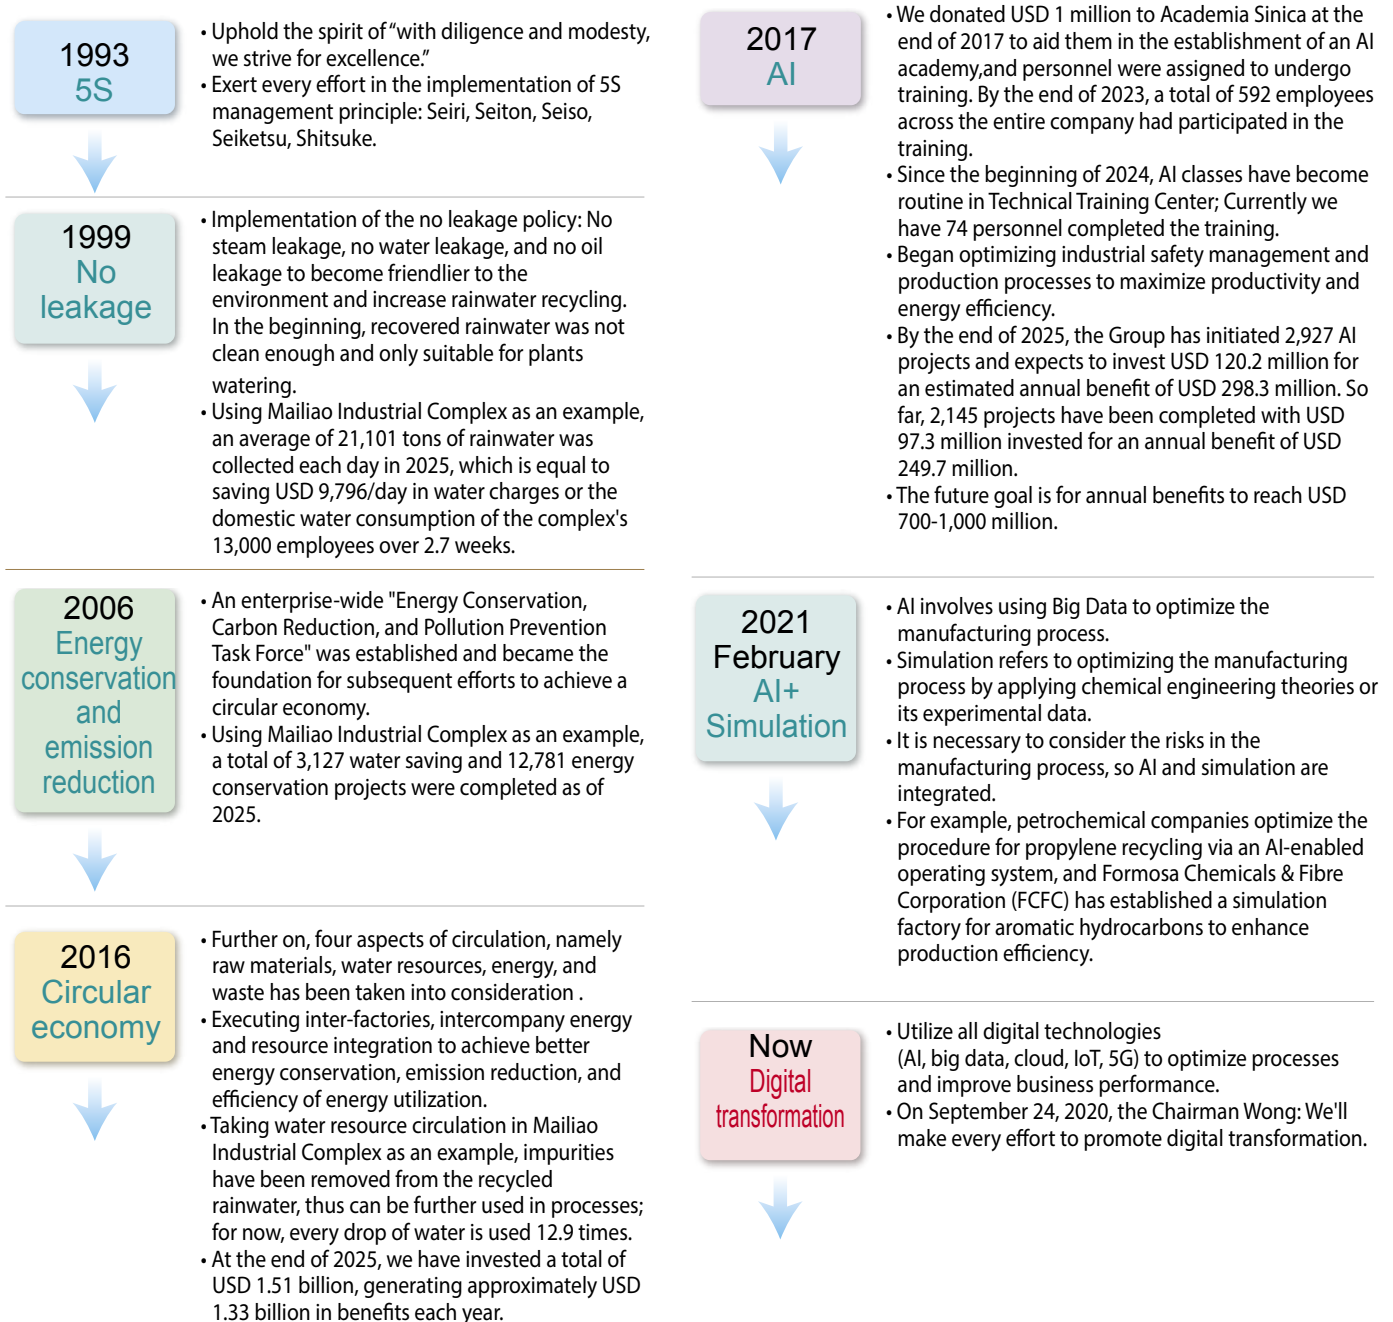 1993
5S
• Uphold the spirit of “with diligence and modesty,
we strive for excellence.”
• Exert every effort in the implementation of 5S
management principle: Seiri, Seiton, Seiso,
Seiketsu, Shitsuke.
1999
No
leakage
• Implementation of the no leakage policy: No
steam leakage, no water leakage, and no oil
leakage to become friendlier to the
environment and increase rainwater recycling.
In the beginning, recovered rainwater was not
clean enough and only suitable for plants
watering.
• Using Mailiao Industrial Complex as an example,
an average of 21,101 tons of rainwater was
collected each day in 2025, which is equal to
saving USD 9,796/day in water charges or the
domestic water consumption of the complex's
13,000 employees over 2.7 weeks.
2006
Energy
conservation
and
emission
reduction
• An enterprise-wide "Energy Conservation,
Carbon Reduction, and Pollution Prevention
Task Force" was established and became the
foundation for subsequent efforts to achieve a
circular economy.
• Using Mailiao Industrial Complex as an example,
a total of 3,127 water saving and 12,781 energy
conservation projects were completed as of
2025.
2016
Circular
economy
• Further on, four aspects of circulation, namely
raw materials, water resources, energy, and
waste has been taken into consideration .
• Executing inter-factories, intercompany energy
and resource integration to achieve better
energy conservation, emission reduction, and
efficiency of energy utilization.
• Taking water resource circulation in Mailiao
Industrial Complex as an example, impurities
have been removed from the recycled
rainwater, thus can be further used in processes;
for now, every drop of water is used 12.9 times.
• At the end of 2025, we have invested a total of
USD 1.51 billion, generating approximately USD
1.33 billion in benefits each year.
2017
AI
• We donated USD 1 million to Academia Sinica at the
end of 2017 to aid them in the establishment of an AI
academy,and personnel were assigned to undergo
training. By the end of 2023, a total of 592 employees
across the entire company had participated in the
training.
• Since the beginning of 2024, AI classes have become
routine in Technical Training Center; Currently we
have 74 personnel completed the training.
• Began optimizing industrial safety management and
production processes to maximize productivity and
energy efficiency.
• By the end of 2025, the Group has initiated 2,927 AI
projects and expects to invest USD 120.2 million for
an estimated annual benefit of USD 298.3 million. So
far, 2,145 projects have been completed with USD
97.3 million invested for an annual benefit of USD
249.7 million.
• The future goal is for annual benefits to reach USD
700-1,000 million.
2021
February
AI+
Simulation
• AI involves using Big Data to optimize the
manufacturing process.
• Simulation refers to optimizing the manufacturing
process by applying chemical engineering theories or
its experimental data.
• It is necessary to consider the risks in the
manufacturing process, so AI and simulation are
integrated.
• For example, petrochemical companies optimize the
procedure for propylene recycling via an AI-enabled
operating system, and Formosa Chemicals & Fibre
Corporation (FCFC) has established a simulation
factory for aromatic hydrocarbons to enhance
production efficiency.
Now
Digital
transformation
• Utilize all digital technologies
(AI, big data, cloud, IoT, 5G) to optimize processes
and improve business performance.
• On September 24, 2020, the Chairman Wong: We'll
make every effort to promote digital transformation.